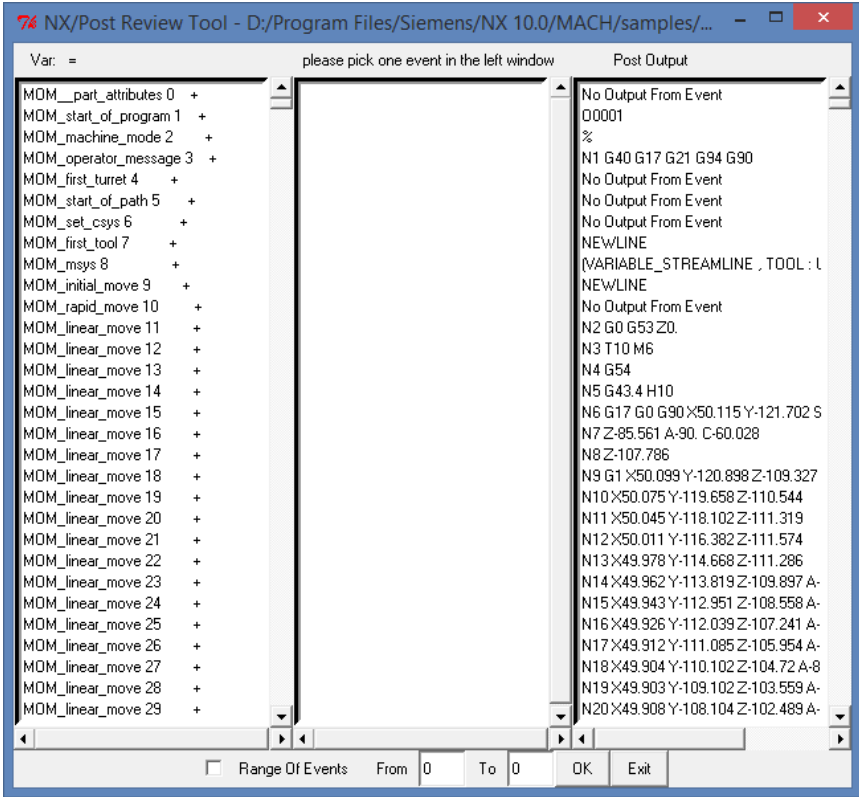 NX/Post Review Tool - D:/Program Files/Siemens/NX 10.0/MACH/samples/...
Var: =
please pick one event in the left window
Post Output
MOM__part_attributes 0 +
MOM_start_of_program 1 +
MOM_machine_mode 2 +
MOM_operator_message 3 +
MOM_first_turret 4 +
MOM_start_of_path 5 +
MOM_set_csys 6 +
MOM_first_tool 7 +
MOM_msys 8 +
MOM_initial_move 9 +
MOM_rapid_move 10 +
MOM_linear_move 11 +
MOM_linear_move 12 +
MOM_linear_move 13 +
MOM_linear_move 14 +
MOM_linear_move 15 +
MOM_linear_move 16 +
MOM_linear_move 17 +
MOM_linear_move 18 +
MOM_linear_move 19 +
MOM_linear_move 20 +
MOM_linear_move 21 +
MOM_linear_move 22 +
MOM_linear_move 23 +
MOM_linear_move 24 +
MOM_linear_move 25 +
MOM_linear_move 26 +
MOM_linear_move 27 +
MOM_linear_move 28 +
MOM_linear_move 29 +
No Output From Event
O0001
%
N1 G40 G17 G21 G94 G90
No Output From Event
No Output From Event
No Output From Event
NEWLINE
(VARIABLE_STREAMLINE , TOOL : U
NEWLINE
No Output From Event
N2 G0 G53 Z0.
N3 T10 M6
N4 G54
N5 G43.4 H10
N6 G17 G0 G90 X50.115 Y-121.702 S
N7 Z-85.561 A-90. C-60.028
N8 Z-107.786
N9 G1 X50.099 Y-120.898 Z-109.327
N10 X50.075 Y-119.658 Z-110.544
N11 X50.045 Y-118.102 Z-111.319
N12 X50.011 Y-116.382 Z-111.574
N13 X49.978 Y-114.668 Z-111.286
N14 X49.962 Y-113.819 Z-109.897 A-
N15 X49.943 Y-112.951 Z-108.558 A-
N16 X49.926 Y-112.039 Z-107.241 A-
N17 X49.912 Y-111.085 Z-105.954 A-
N18 X49.904 Y-110.102 Z-104.72 A-8
N19 X49.903 Y-109.102 Z-103.559 A-
N20 X49.908 Y-108.104 Z-102.489 A-
Range Of Events From 0 To 0 OK Exit